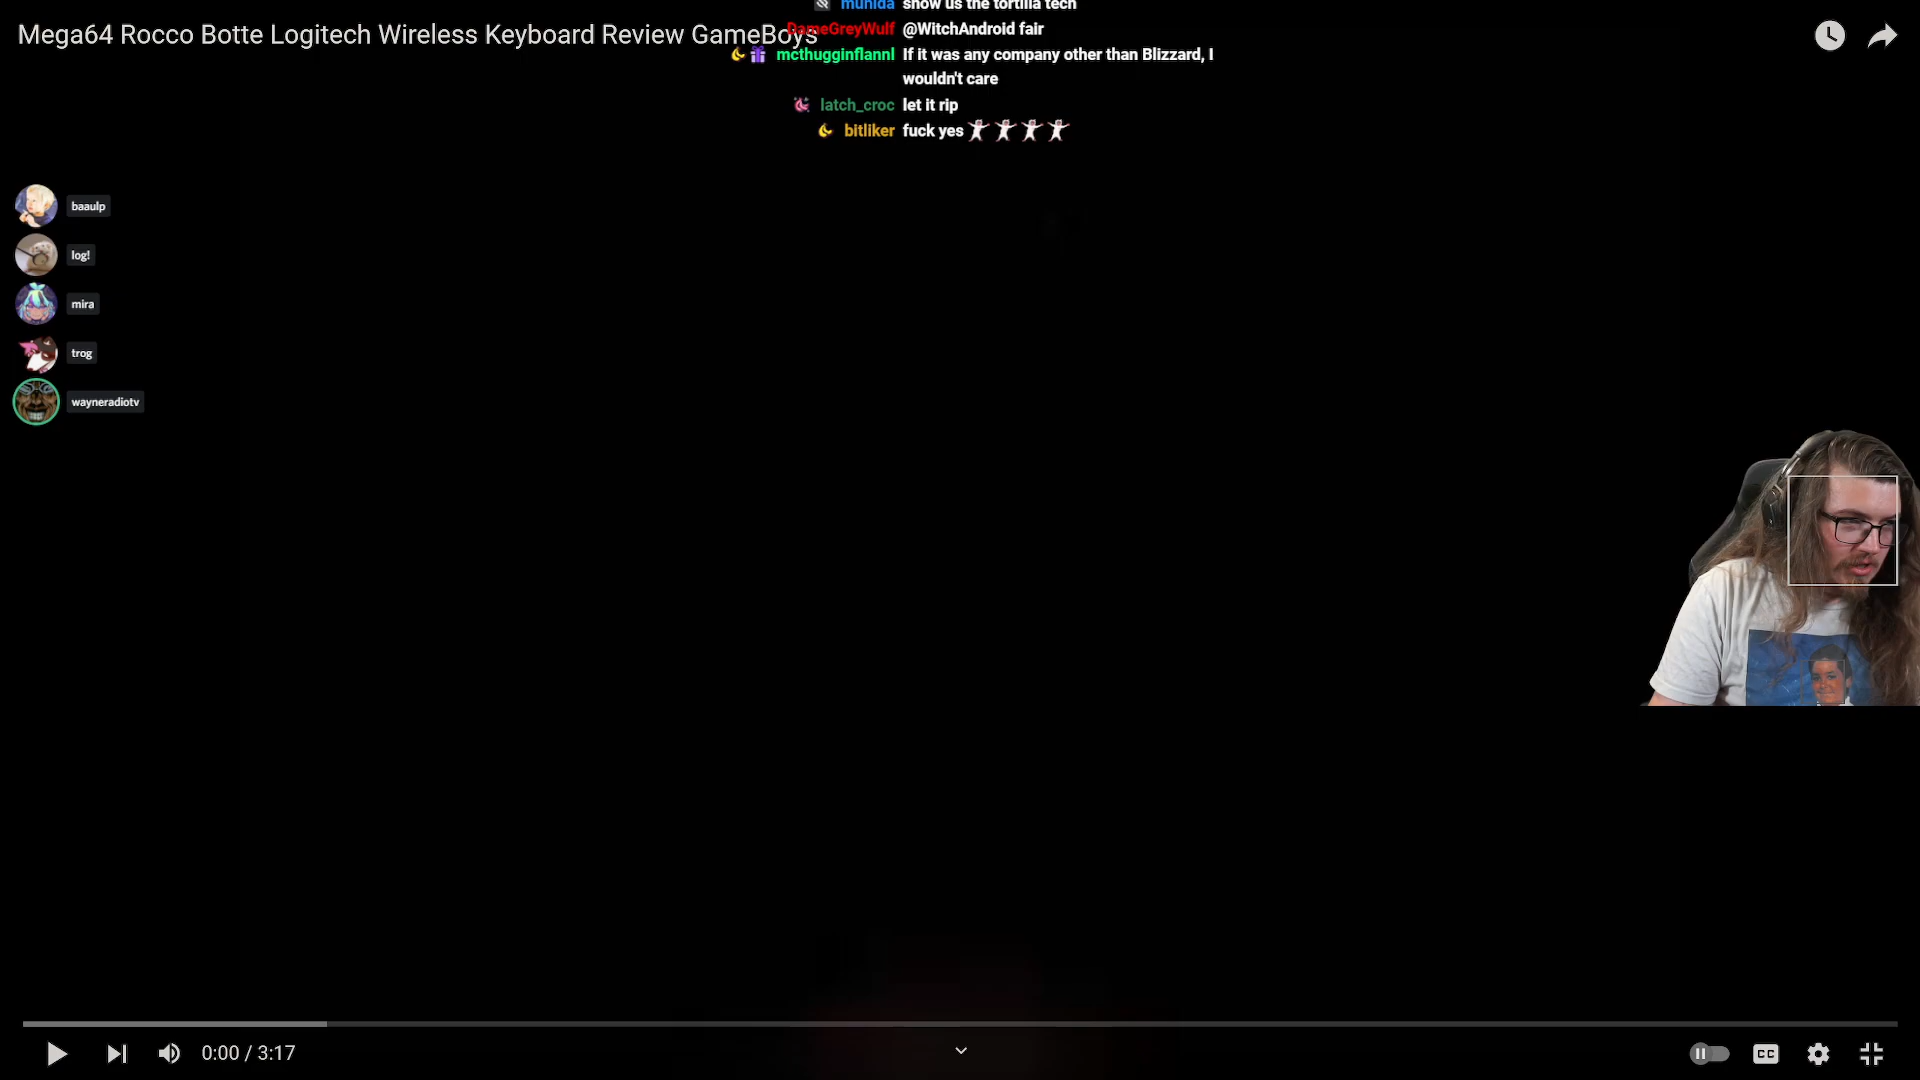 munida show us the tortilla tech
Mega64 Rocco Botte Logitech Wireless Keyboard Review GameBoys
DameGreyWulf @WitchAndroid fair
mcthugginflannl If it was any company other than Blizzard, I
wouldn't care
latch_croc let it rip
bitliker fuck yes
baaulp
log!
mira
trog
wayneradiotv
0:00 / 3:17
CC